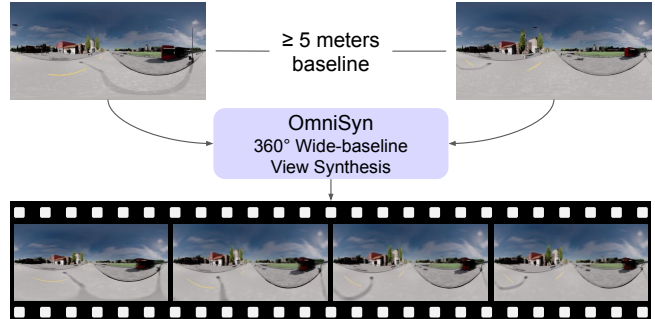 ≥ 5 meters
baseline
OmniSyn
360° Wide-baseline
View Synthesis